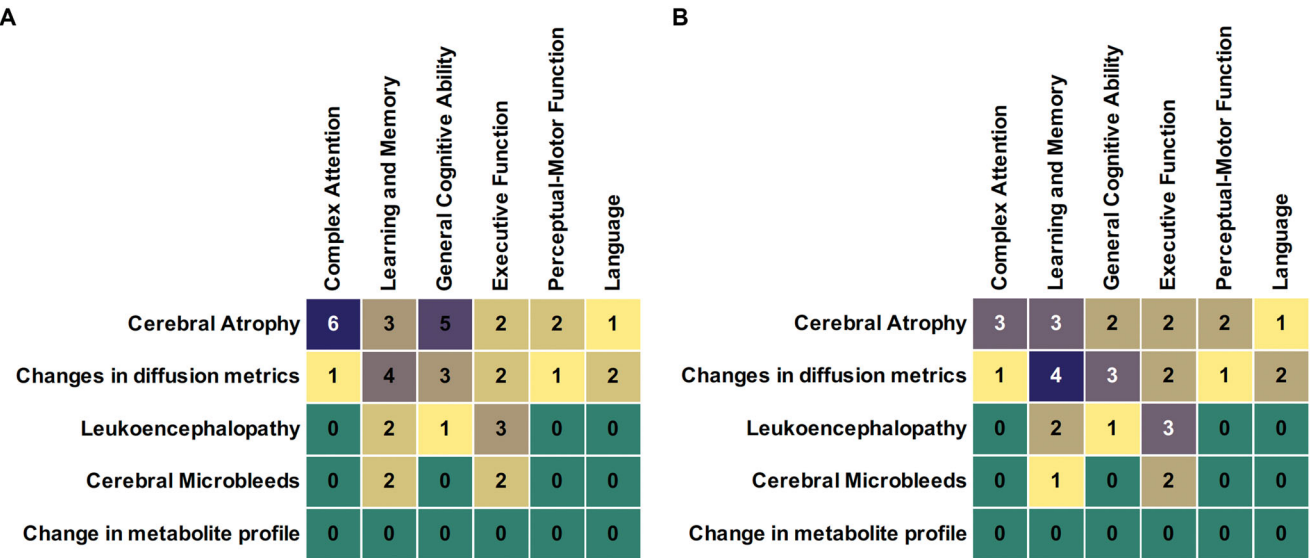 A
Complex Attention
Learning and Memory
General Cognitive Ability
Executive Function
Perceptual-Motor Function
Language
Cerebral Atrophy 6 3 5 2 2 1
Changes in diffusion metrics 1 4 3 2 1 2
Leukoencephalopathy 0 2 1 3 0 0
Cerebral Microbleeds 0 2 0 2 0 0
Change in metabolite profile 0 0 0 0 0 0
B
Complex Attention
Learning and Memory
General Cognitive Ability
Executive Function
Perceptual-Motor Function
Language
Cerebral Atrophy 3 3 2 2 2 1
Changes in diffusion metrics 1 4 3 2 1 2
Leukoencephalopathy 0 2 1 3 0 0
Cerebral Microbleeds 0 1 0 2 0 0
Change in metabolite profile 0 0 0 0 0 0